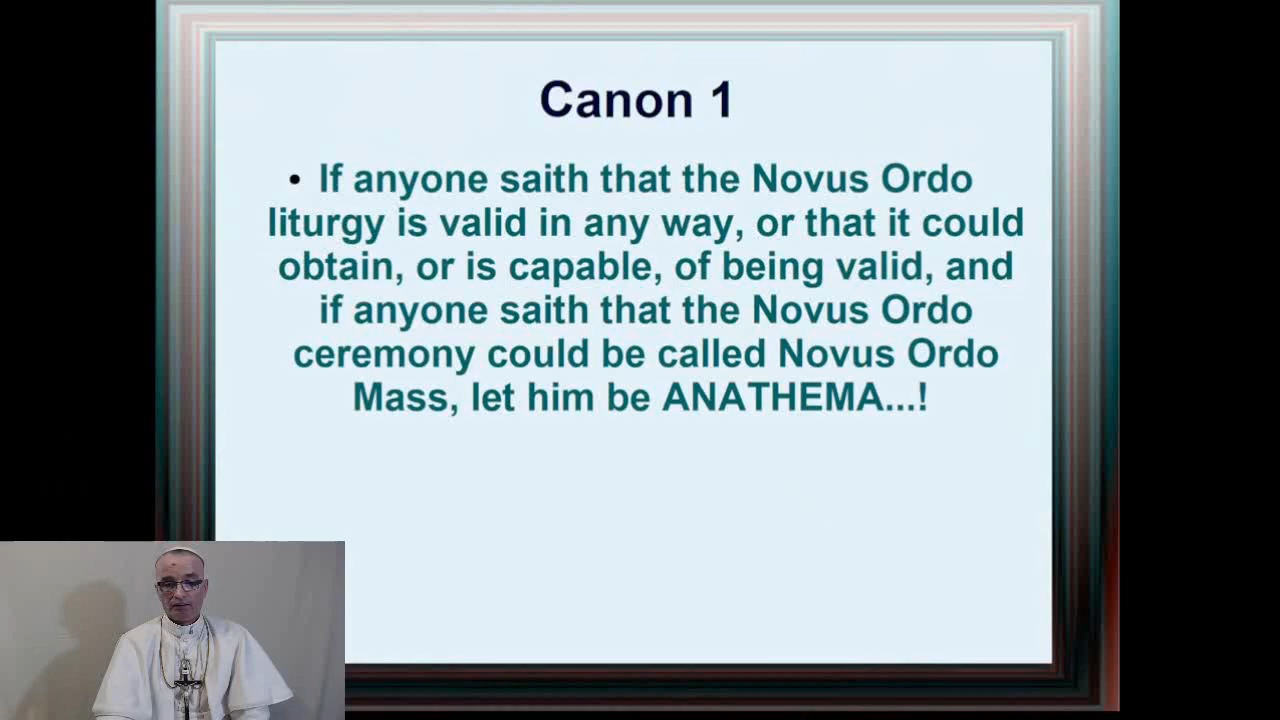 Canon 1
• If anyone saith that the Novus Ordo
liturgy is valid in any way, or that it could
obtain, or is capable, of being valid, and
if anyone saith that the Novus Ordo
ceremony could be called Novus Ordo
Mass, let him be ANATHEMA...!